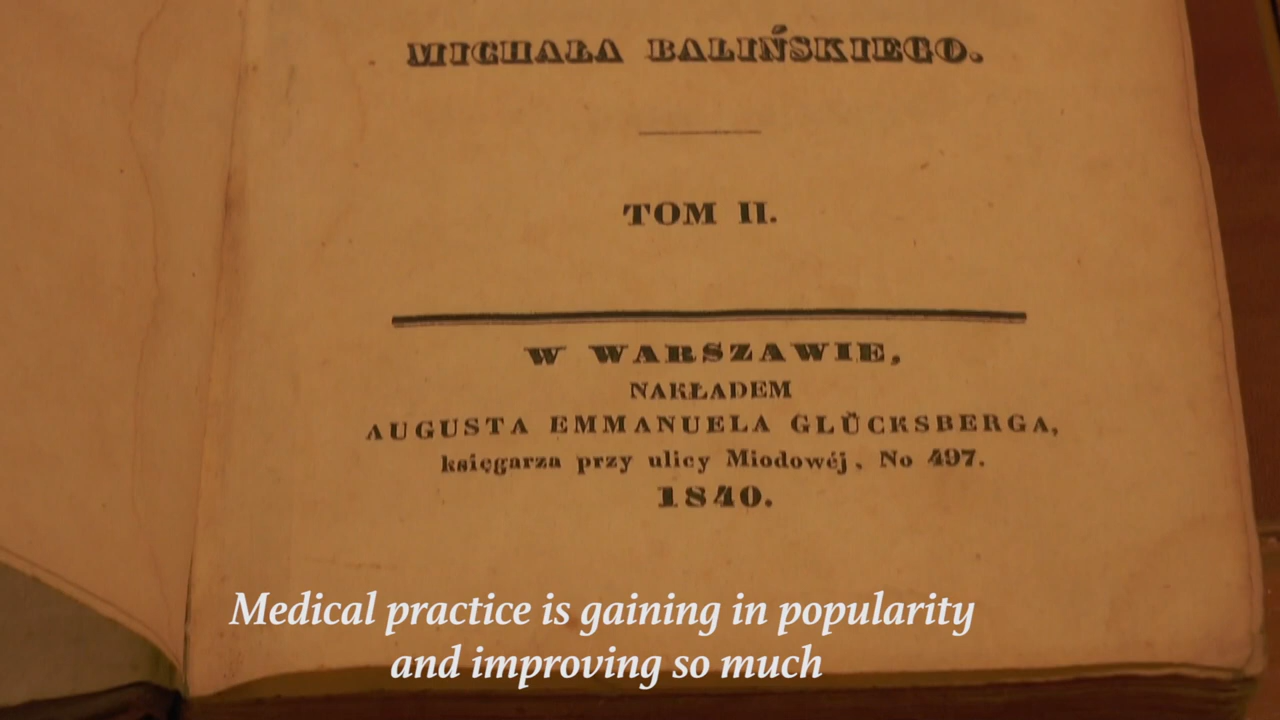 MICHAŁA BALIŃSKIEGO.
TOM II.
W WARSZAWIE,
NAKŁADEM
AUGUSTA EMMANUELA GLÜCKSBERGA,
księgarza przy ulicy Miodowéj, No 497.
1840.
Medical practice is gaining in popularity
and improving so much